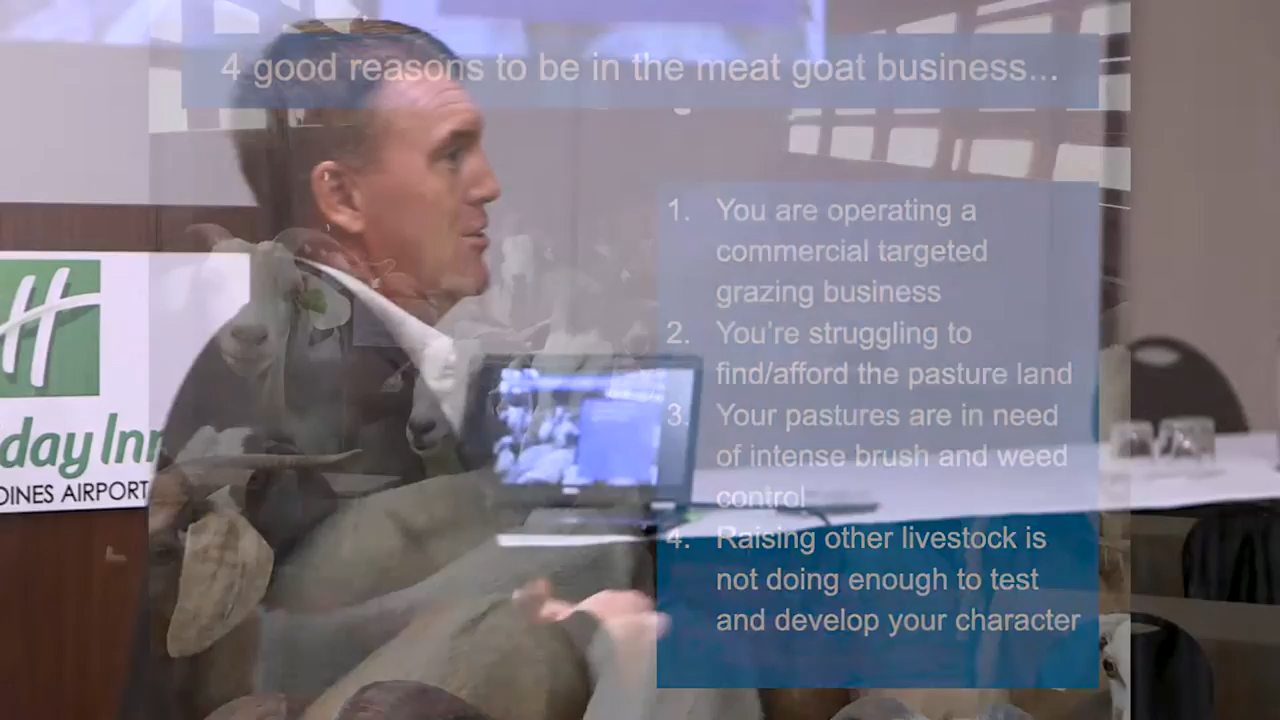 4 good reasons to be in the meat goat business...
1. You are operating a
commercial targeted
grazing business
2. You're struggling to
find/afford the pasture land
3. Your pastures are in need
of intense brush and weed
control
4. Raising other livestock is
not doing enough to test
and develop your character
H
day Inn
OINES AIRPORT